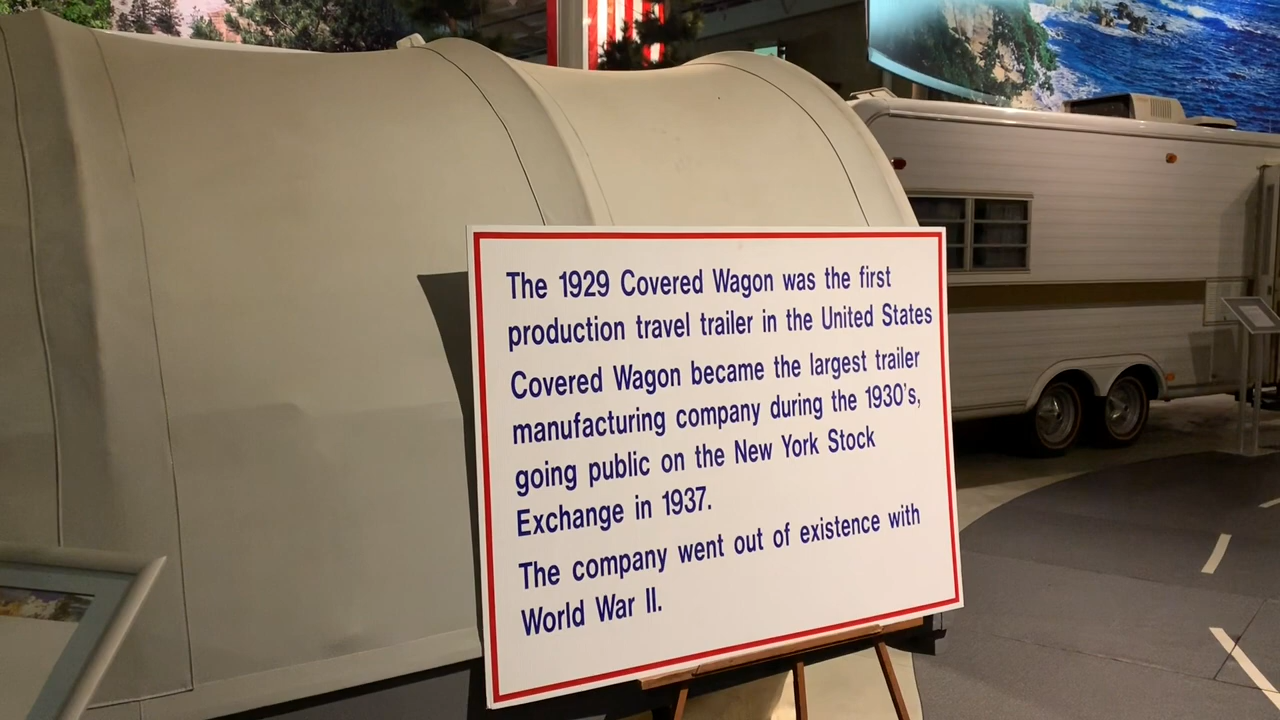 The 1929 Covered Wagon was the first
production travel trailer in the United States
Covered Wagon became the largest trailer
manufacturing company during the 1930's,
going public on the New York Stock
Exchange in 1937.
The company went out of existence with
World War II.